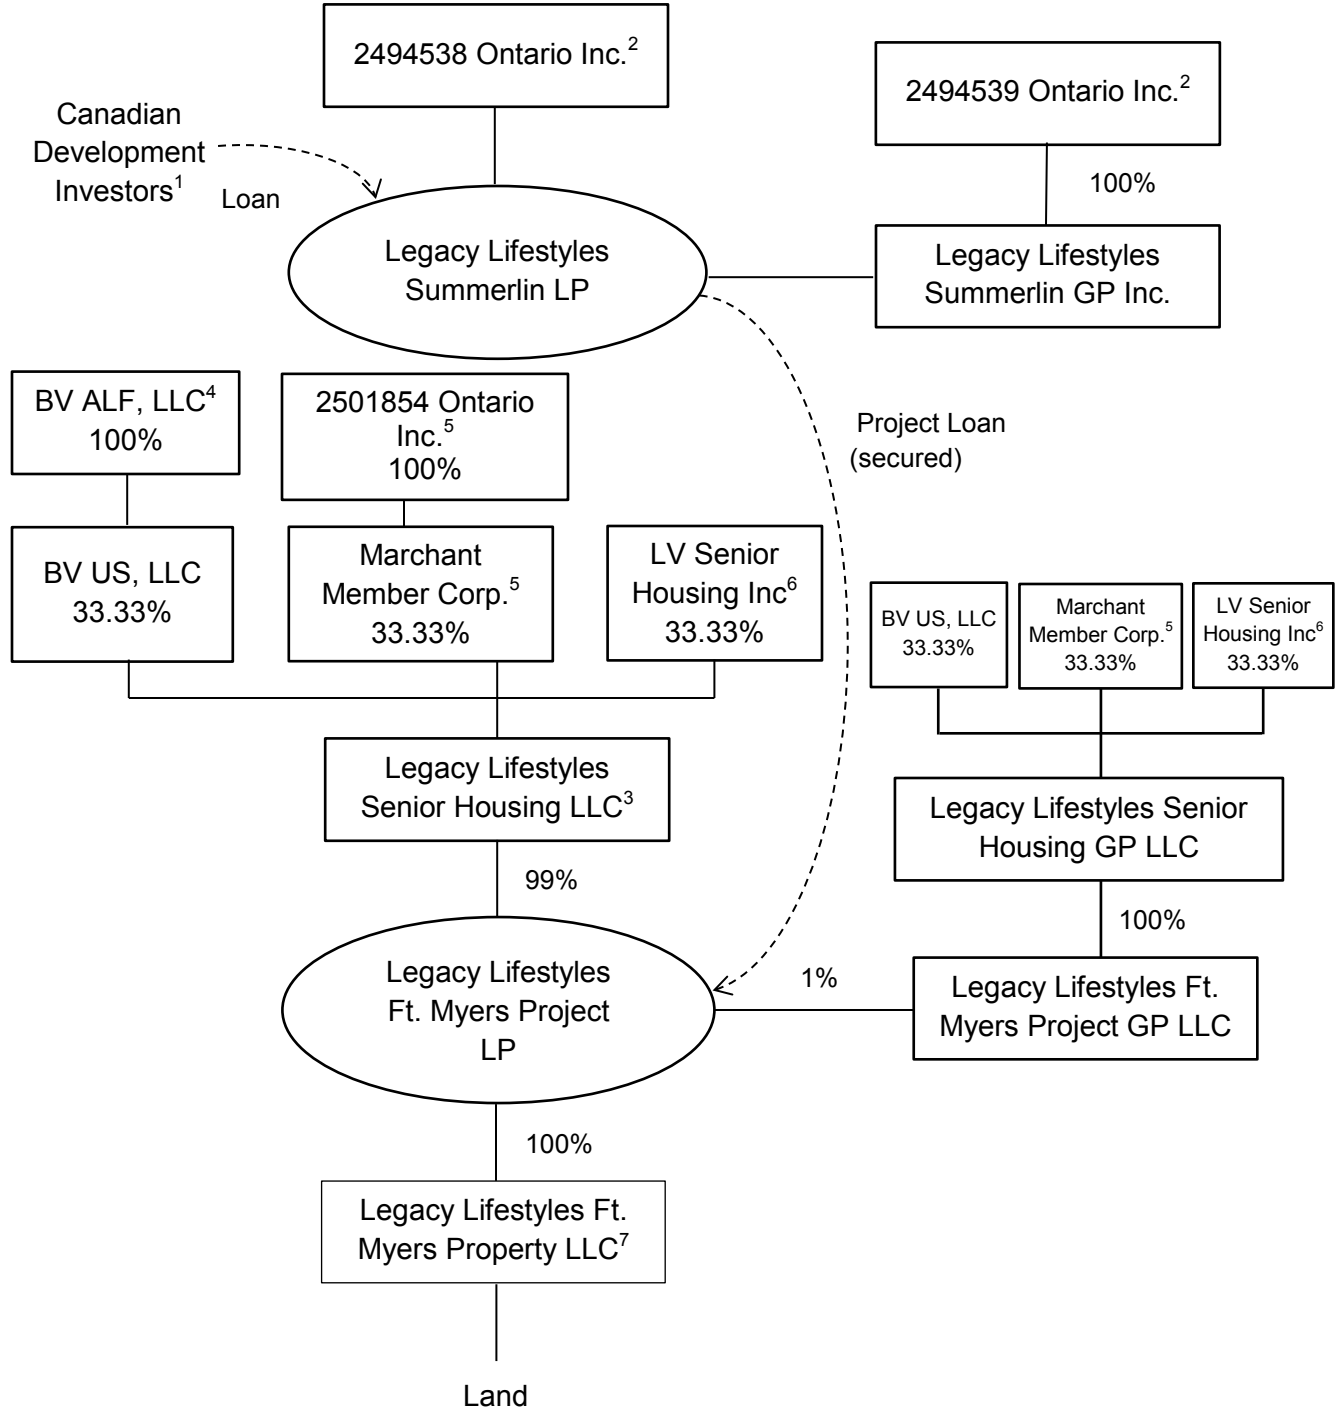 2494538 Ontario Inc.²
2494539 Ontario Inc.²
Canadian
Development
Investors¹
Loan
100%
Legacy Lifestyles
Summerlin LP
Legacy Lifestyles
Summerlin GP Inc.
BV ALF, LLC⁴
100%
2501854 Ontario
Inc.⁵
100%
Project Loan
(secured)
BV US, LLC
33.33%
Marchant
Member Corp.⁵
33.33%
LV Senior
Housing Inc⁶
33.33%
BV US, LLC
33.33%
Marchant
Member Corp.⁵
33.33%
LV Senior
Housing Inc⁶
33.33%
Legacy Lifestyles
Senior Housing LLC³
Legacy Lifestyles Senior
Housing GP LLC
99%
100%
Legacy Lifestyles
Ft. Myers Project
LP
1%
Legacy Lifestyles Ft.
Myers Project GP LLC
100%
Legacy Lifestyles Ft.
Myers Property LLC⁷
Land